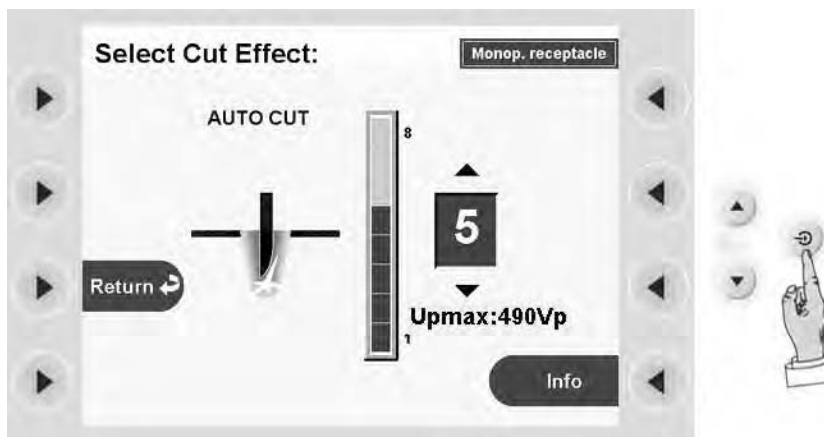 Select Cut Effect:
Monop. receptacle
AUTO CUT
8
5
Return
Upmax:490Vp
1
Info